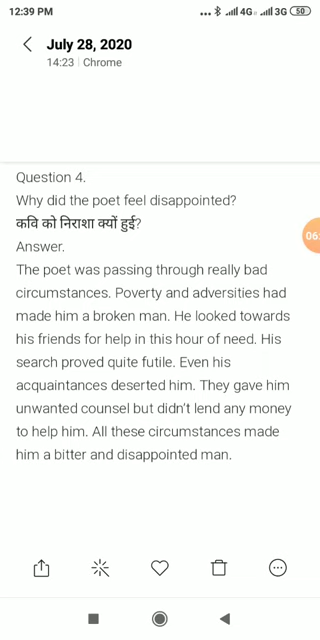 12:39 PM
... 4G 3G 50
July 28, 2020
14:23 | Chrome
Question 4.
Why did the poet feel disappointed?
कवि को निराशा क्यों हुई?
06:
Answer.
The poet was passing through really bad
circumstances. Poverty and adversities had
made him a broken man. He looked towards
his friends for help in this hour of need. His
search proved quite futile. Even his
acquaintances deserted him. They gave him
unwanted counsel but didn't lend any money
to help him. All these circumstances made
him a bitter and disappointed man.